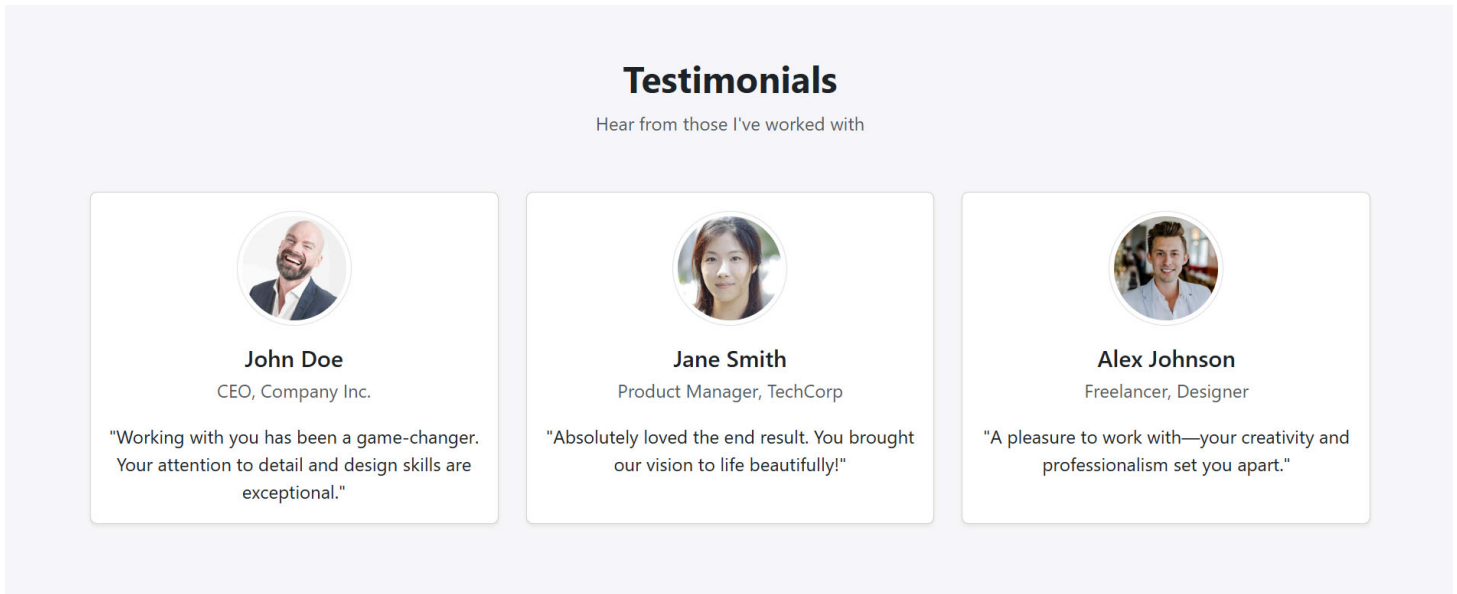 Testimonials
Hear from those I've worked with
John Doe
CEO, Company Inc.
"Working with you has been a game-changer.
Your attention to detail and design skills are
exceptional."
Jane Smith
Product Manager, TechCorp
"Absolutely loved the end result. You brought
our vision to life beautifully!"
Alex Johnson
Freelancer, Designer
"A pleasure to work with—your creativity and
professionalism set you apart."